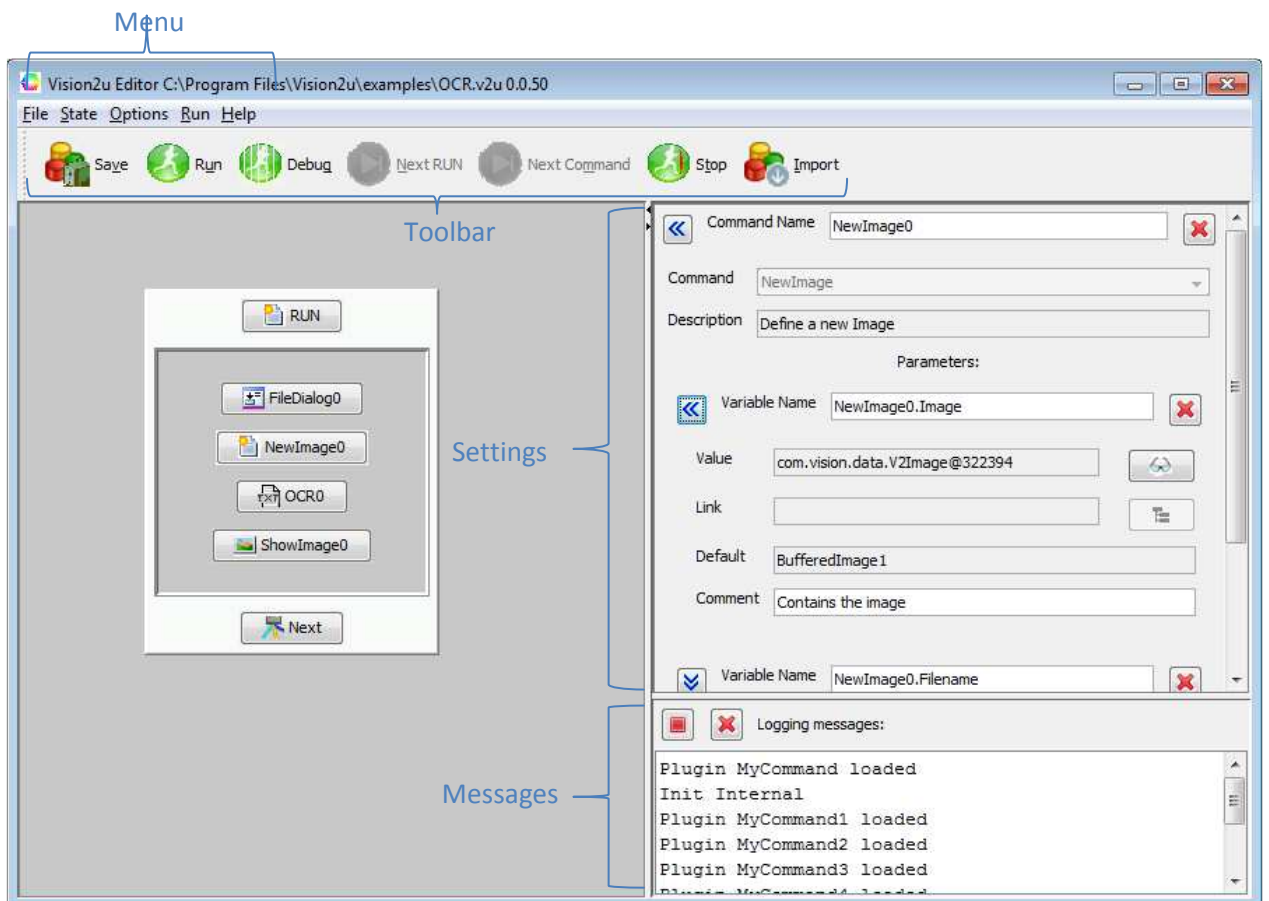 Menu
Vision2u Editor C:\Program Files\Vision2u\examples\OCR.v2u 0.0.50
File State Options Run Help
Save Run Debug Next RUN Next Command Stop Import
Toolbar
Command Name NewImage0
Command NewImage
Description Define a new Image
Parameters:
Variable Name NewImage0.Image
Value com.vision.data.V2Image@322394
Link
Default BufferedImage1
Comment Contains the image
Variable Name NewImage0.Filename
RUN
FileDialog0
NewImage0
TXT OCR0
ShowImage0
Next
Settings
Messages
Logging messages:
Plugin MyCommand loaded
Init Internal
Plugin MyCommand1 loaded
Plugin MyCommand2 loaded
Plugin MyCommand3 loaded
Plugin MyCommand4 loaded